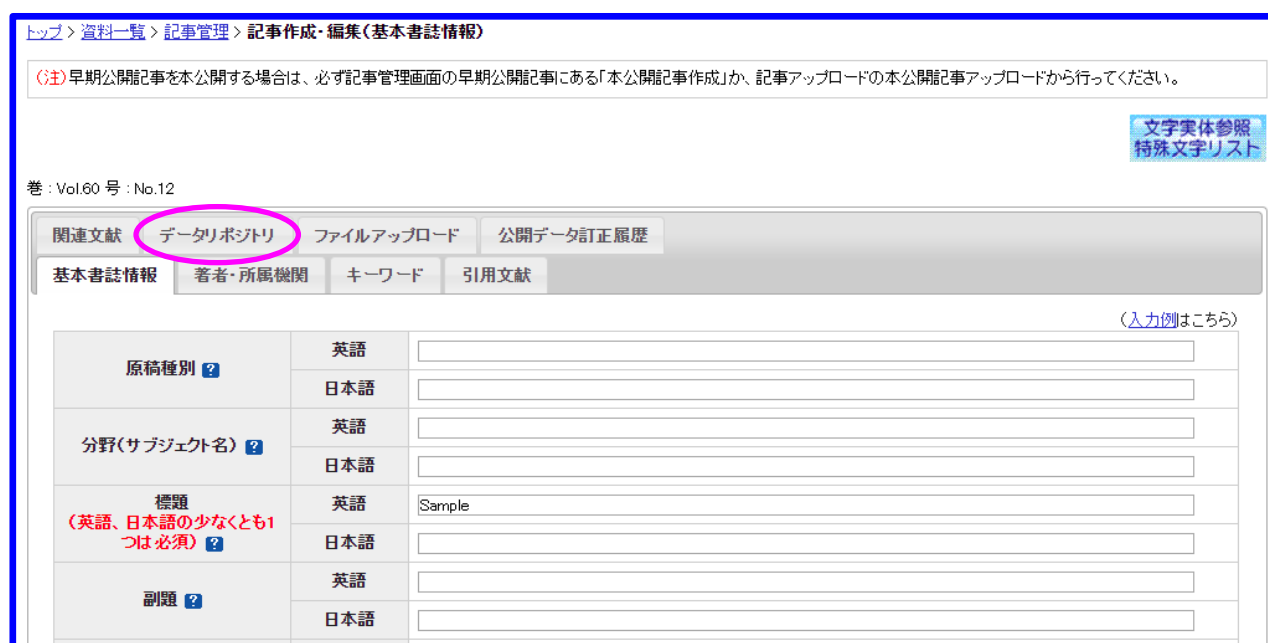 トップ > 資料一覧 > 記事管理 > 記事作成・編集(基本書誌情報)
(注)早期公開記事を本公開する場合は、必ず記事管理画面の早期公開記事にある「本公開記事作成」か、記事アップロードの本公開記事アップロードから行ってください。
文字実体参照
特殊文字リスト
巻 : Vol.60 号 : No.12
関連文献 データリポジトリ ファイルアップロード 公開データ訂正履歴
基本書誌情報 著者・所属機関 キーワード 引用文献
(入力例はこちら)
原稿種別 ?
英語
日本語
分野(サブジェクト名) ?
英語
日本語
標題
(英語、日本語の少なくとも1
つは必須) ?
英語 Sample
日本語
副題 ?
英語
日本語